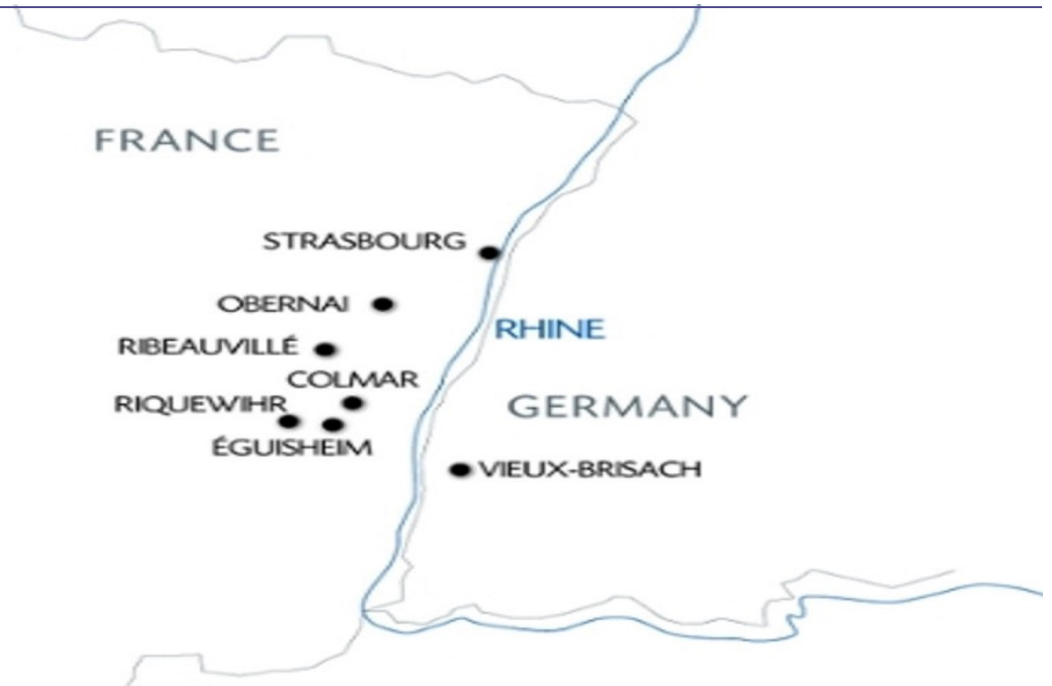 FRANCE
STRASBOURG
OBERNAI
RHINE
RIBEAUVILLÉ
COLMAR
RIQUEWIHR
GERMANY
ÉGUISHEIM
VIEUX-BRISACH